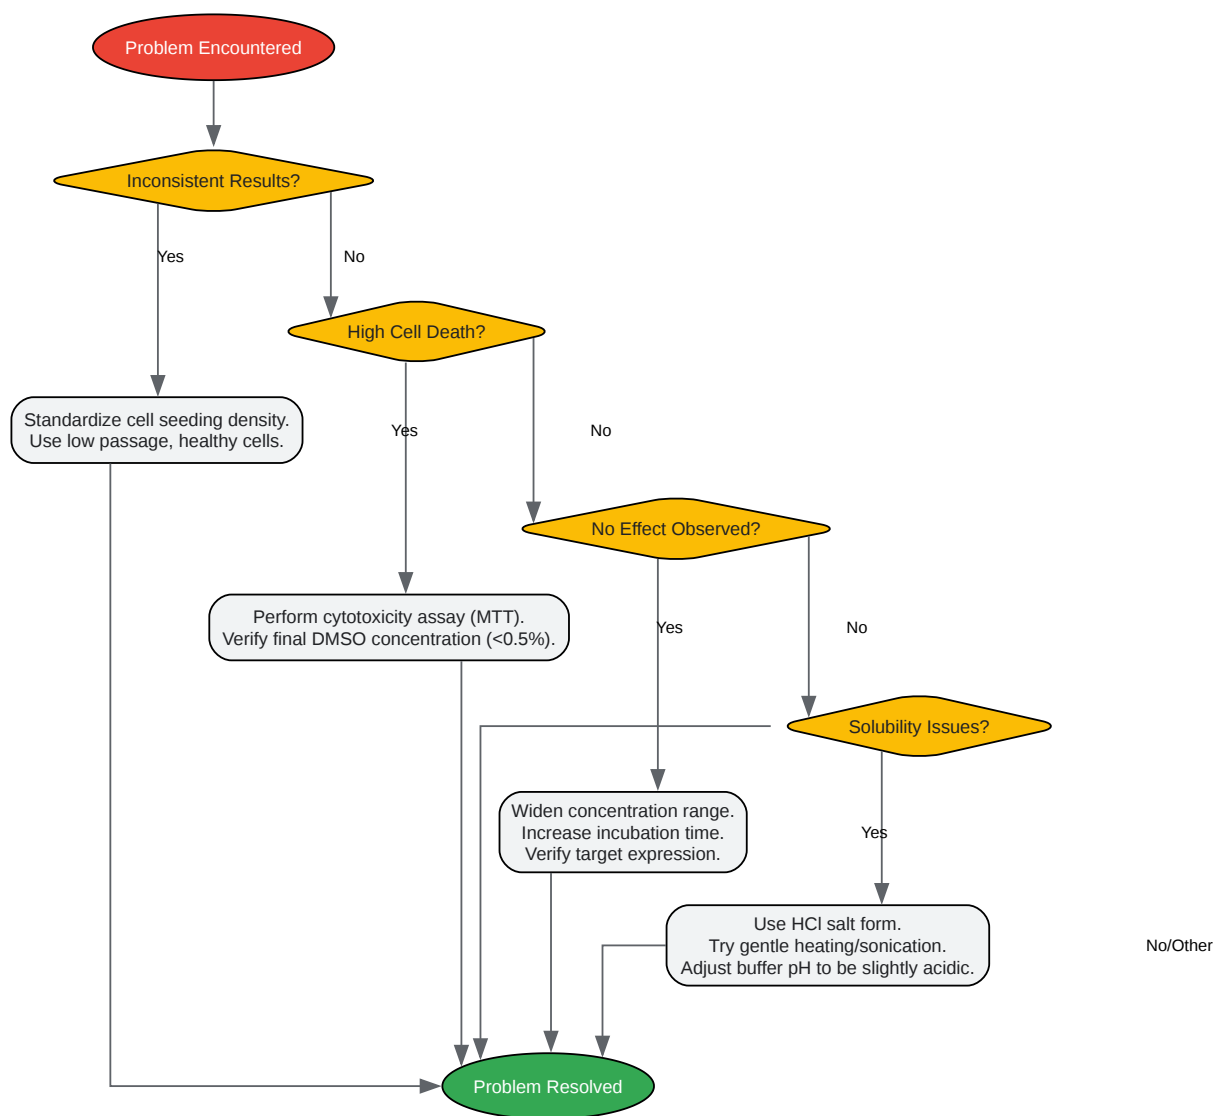 Problem Encountered
Inconsistent Results?
Yes
No
High Cell Death?
Standardize cell seeding density.
Use low passage, healthy cells.
Yes
No
No Effect Observed?
Perform cytotoxicity assay (MTT).
Verify final DMSO concentration (<0.5%).
Yes
No
Solubility Issues?
Widen concentration range.
Increase incubation time.
Verify target expression.
Yes
Use HCl salt form.
Try gentle heating/sonication.
Adjust buffer pH to be slightly acidic.
No/Other
Problem Resolved